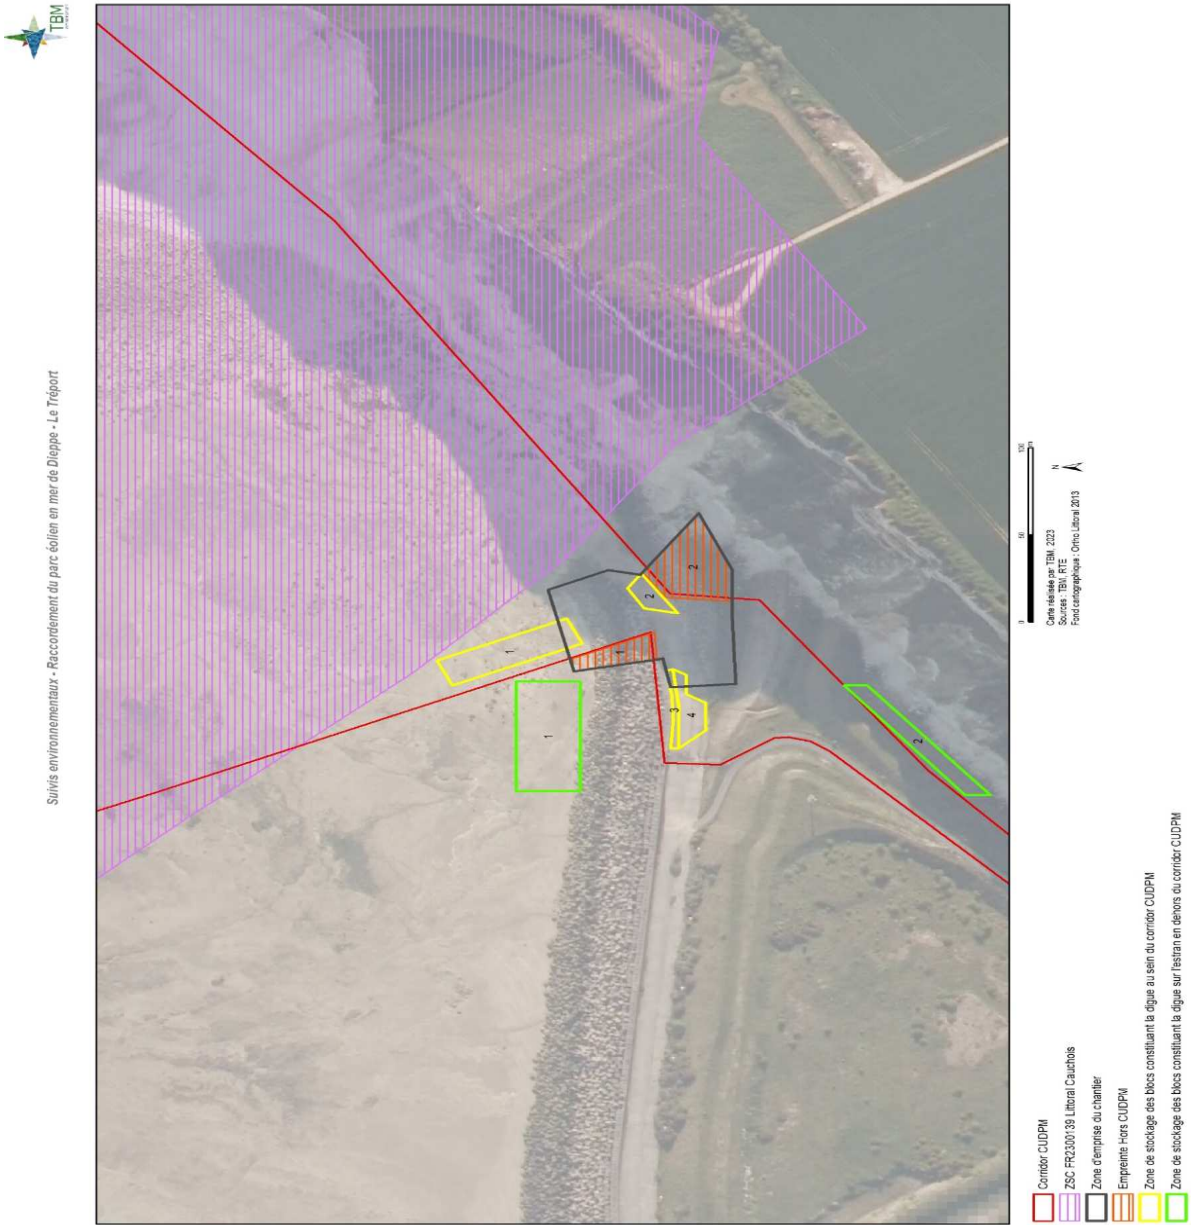 TBM
Suivis environnementaux - Raccordement du parc éolien en mer de Dieppe - Le Tréport
1
1
1
2
2
3
4
2
0
50
100
m
N
Carte réalisée par TBM, 2023
Sources : TBM, RTE
Fond cartographique : Ortho Littoral 2013
Corridor CUDPM
ZSC FR2300139 Littoral Cauchois
Zone d'emprise du chantier
Empreinte Hors CUDPM
Zone de stockage des blocs constituant la digue au sein du corridor CUDPM
Zone de stockage des blocs constituant la digue sur l'estran en dehors du corridor CUDPM